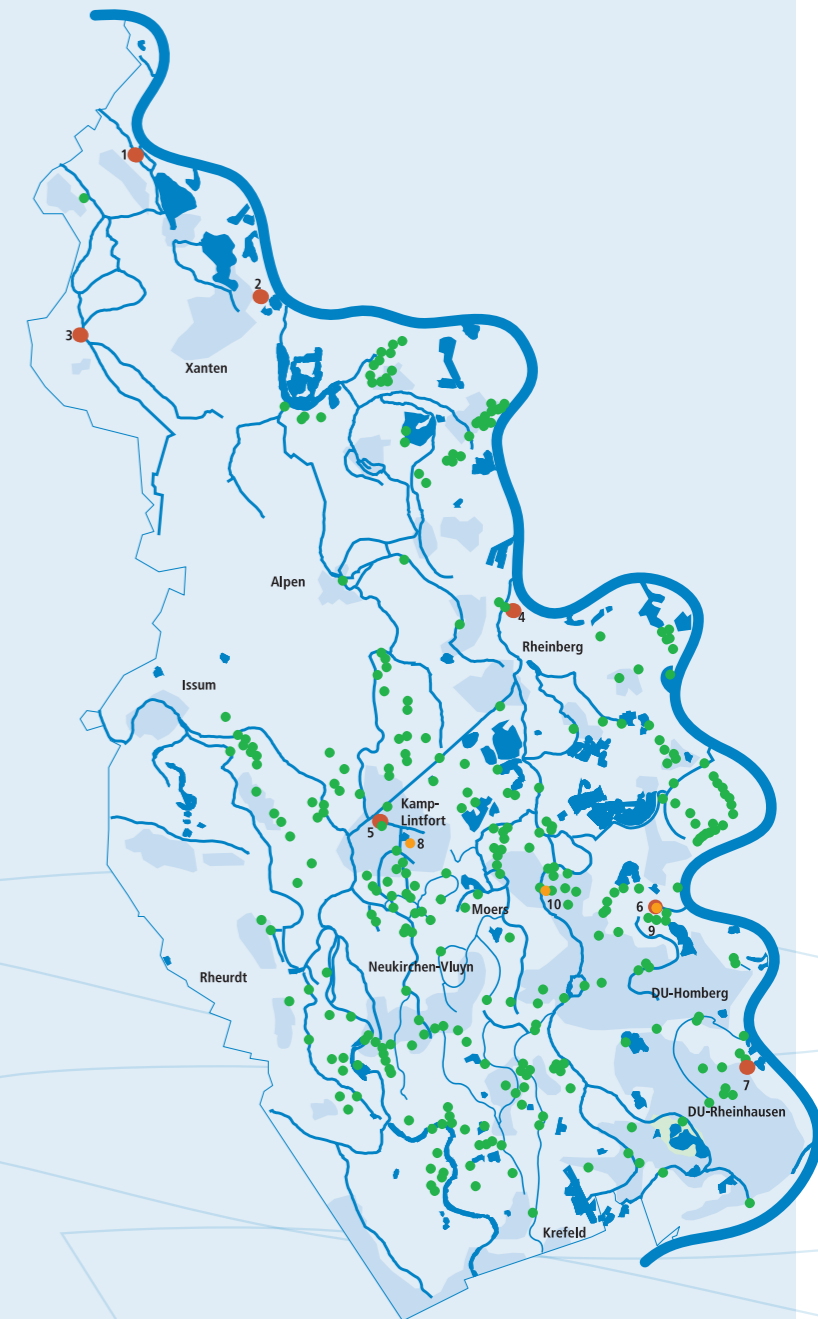 1
2
3
Xanten
Alpen
4
Rheinberg
Issum
Kamp-
Lintfort
5
8
10
Moers
6
9
Neukirchen-Vluyn
Rheurdt
DU-Homberg
7
DU-Rheinhausen
Krefeld